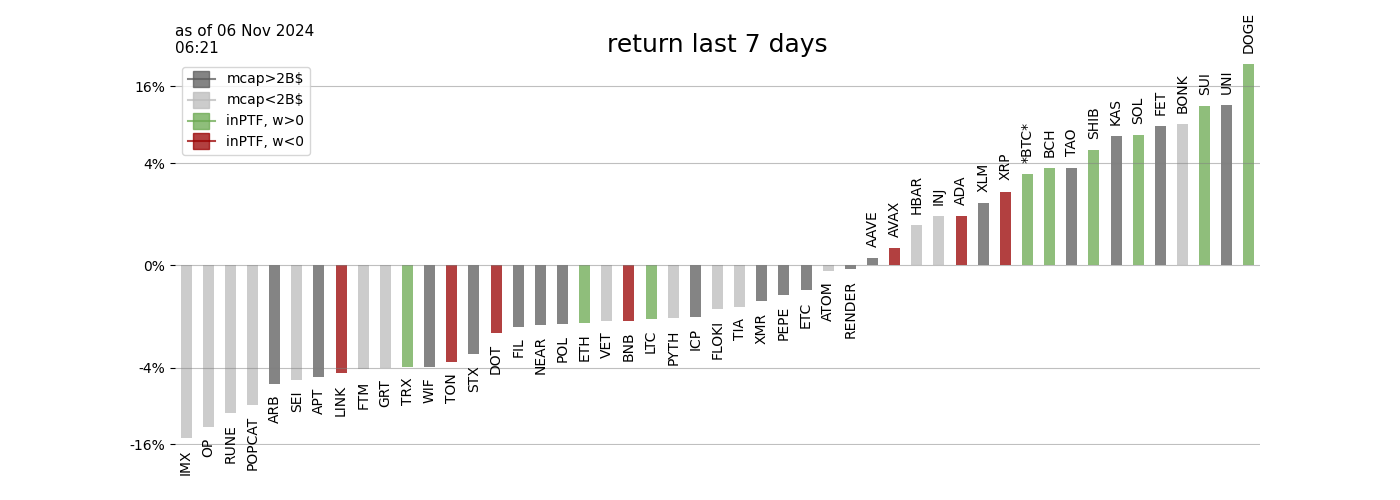 as of 06 Nov 2024
06:21
return last 7 days
mcap>2B$
mcap<2B$
inPTF, w>0
inPTF, w<0
16%
4%
0%
-4%
-16%
IMX
OP
RUNE
POPCAT
ARB
SEI
APT
LINK
FTM
GRT
TRX
WIF
TON
STX
DOT
FIL
NEAR
POL
ETH
VET
BNB
LTC
PYTH
ICP
FLOKI
TIA
XMR
PEPE
ETC
ATOM
RENDER
AAVE
AVAX
HBAR
INJ
ADA
XLM
XRP
*BTC*
BCH
TAO
SHIB
KAS
SOL
FET
BONK
SUI
UNI
DOGE